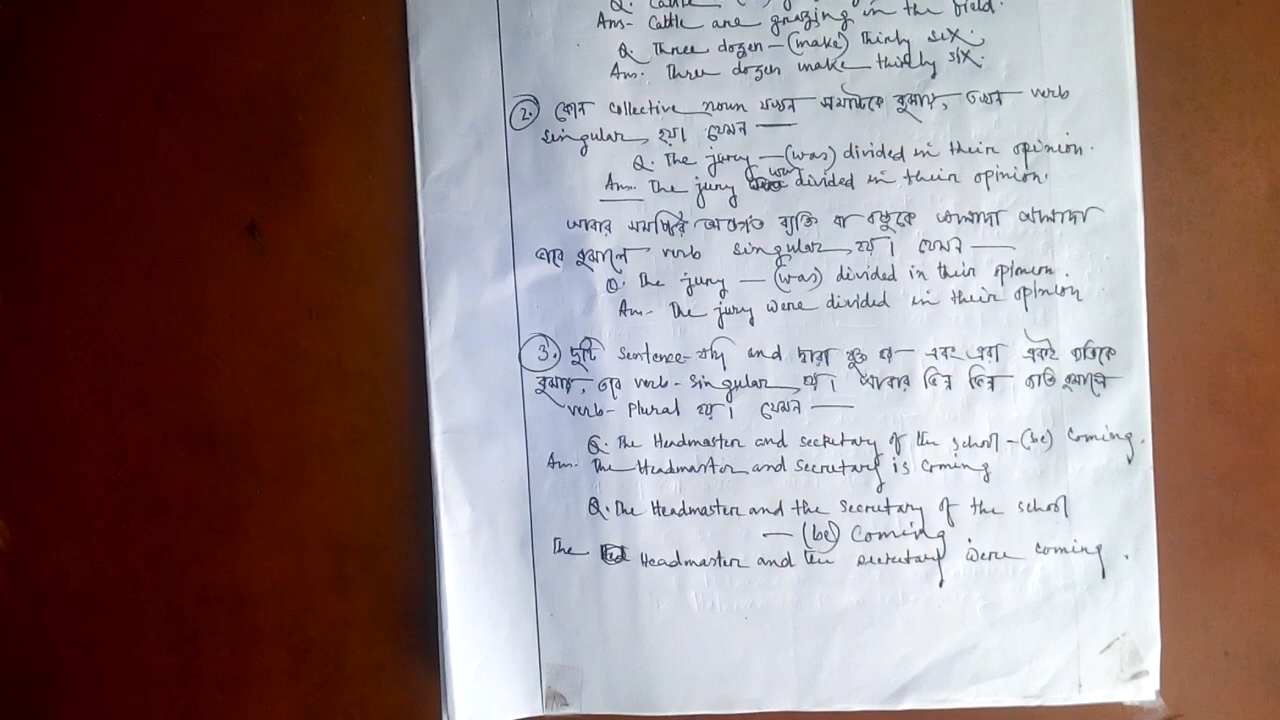 Ans- Cattle are grazing in the field.
Q. Three dozen – (make) thirty six.
Ans. Three dozen make thirty six.
2. কোন collective noun যখন সমষ্টিকে বুঝায়, তখন verb
singular হয়। যেমন —
Q. The jury – (was) divided in their opinion.
Ans. The jury was divided in their opinion.
আবার সমষ্টির অন্তর্গত ব্যক্তি বা বস্তুকে আলাদা আলাদা
ভাবে বুঝালে verb singular হয়। যেমন —
Q. The jury – (was) divided in their opinion.
Ans- The jury were divided in their opinion
3. দুটি sentence যদি and দ্বারা যুক্ত হয় – এবং এরা একই ব্যক্তিকে
বুঝায়, তবে verb - singular হয়। আবার ভিন্ন ভিন্ন ব্যক্তি বুঝালে
verb - plural হয়। যেমন —
Q. The Headmaster and secretary of the school – (be) coming.
Ans. The Headmaster and secretary is coming
Q. The Headmaster and the secretary of the school
— (be) coming
The Headmaster and the secretary were coming.